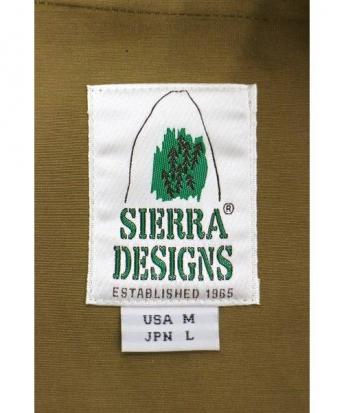 SIERRA®
DESIGNS
ESTABLISHED 1965
USA M
JPN L